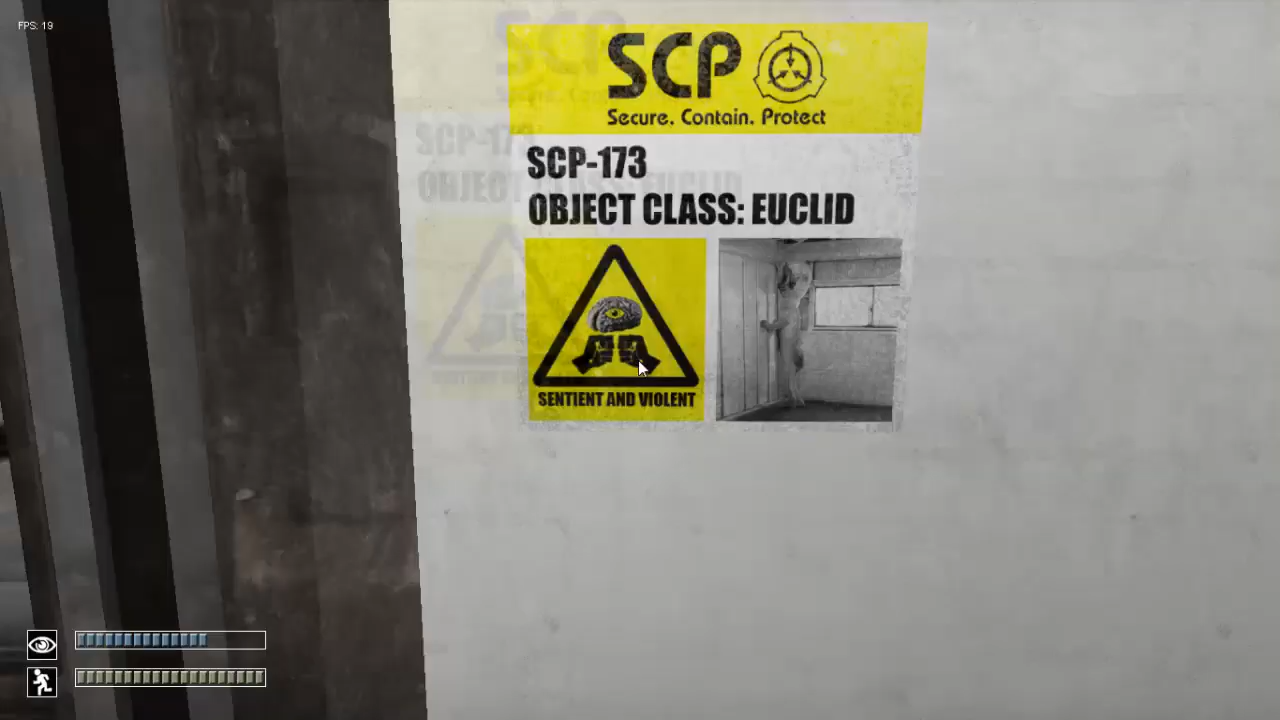 FPS: 19
SCP
Secure. Contain. Protect
SCP-173
OBJECT CLASS: EUCLID
SENTIENT AND VIOLENT